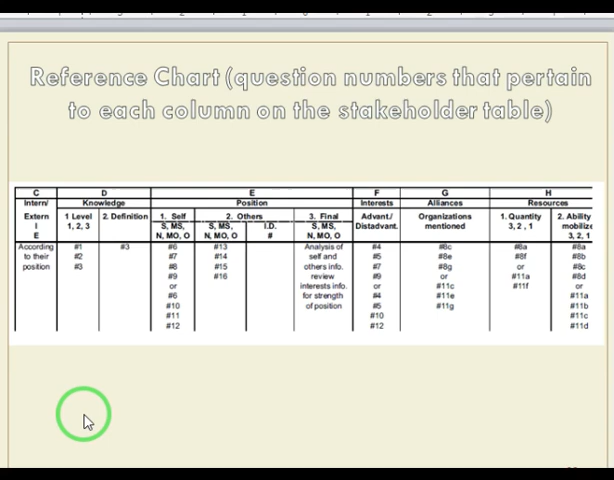 Reference Chart (question numbers that pertain
to each column on the stakeholder table)
C D E F G H
Intern/ Knowledge Position Interests Alliances Resources
Extern 1 Level 2. Definition 1. Self 2. Others 3. Final Advant./ Organizations 1. Quantity 2. Ability
I 1, 2, 3 S, MS, S, MS, I.D. S, MS, Distadvant. mentioned 3, 2 , 1 mobilize
E N, MO, O N, MO, O # N, MO, O 3, 2, 1
According #1 #3 #6 #13 Analysis of #4 #8c #8a #8a
to their #2 #7 #14 self and #5 #8e #8f #8b
position #3 #8 #15 others info. #7 #8g or #8c
#9 #16 review #9 or #11a #8d
or interests info. or #11c #11f or
#6 for strength #4 #11e #11a
#10 of position #5 #11g #11b
#11 #10 #11c
#12 #12 #11d